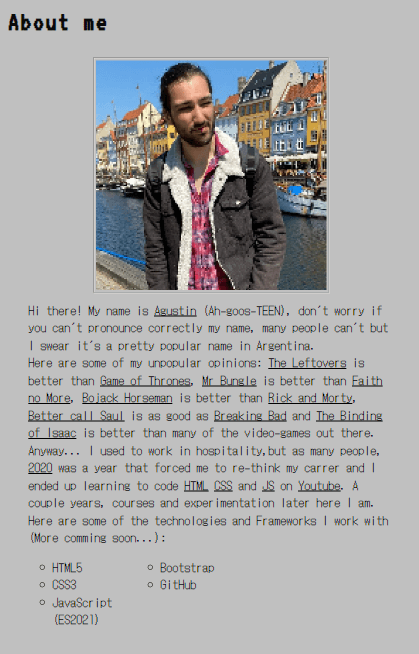 About me
Hi there! My name is Agustin (Ah-goos-TEEN), don't worry if
you can't pronounce correctly my name, many people can't but
I swear it's a pretty popular name in Argentina.
Here are some of my unpopular opinions: The Leftovers is
better than Game of Thrones, Mr Bungle is better than Faith
no More, Bojack Horseman is better than Rick and Morty,
Better call Saul is as good as Breaking Bad and The Binding
of Isaac is better than many of the video-games out there.
Anyway... I used to work in hospitality,but as many people,
2020 was a year that forced me to re-think my carrer and I
ended up learning to code HTML CSS and JS on Youtube. A
couple years, courses and experimentation later here I am.
Here are some of the technologies and Frameworks I work with
(More comming soon...):
HTML5
CSS3
JavaScript
(ES2021)
Bootstrap
GitHub